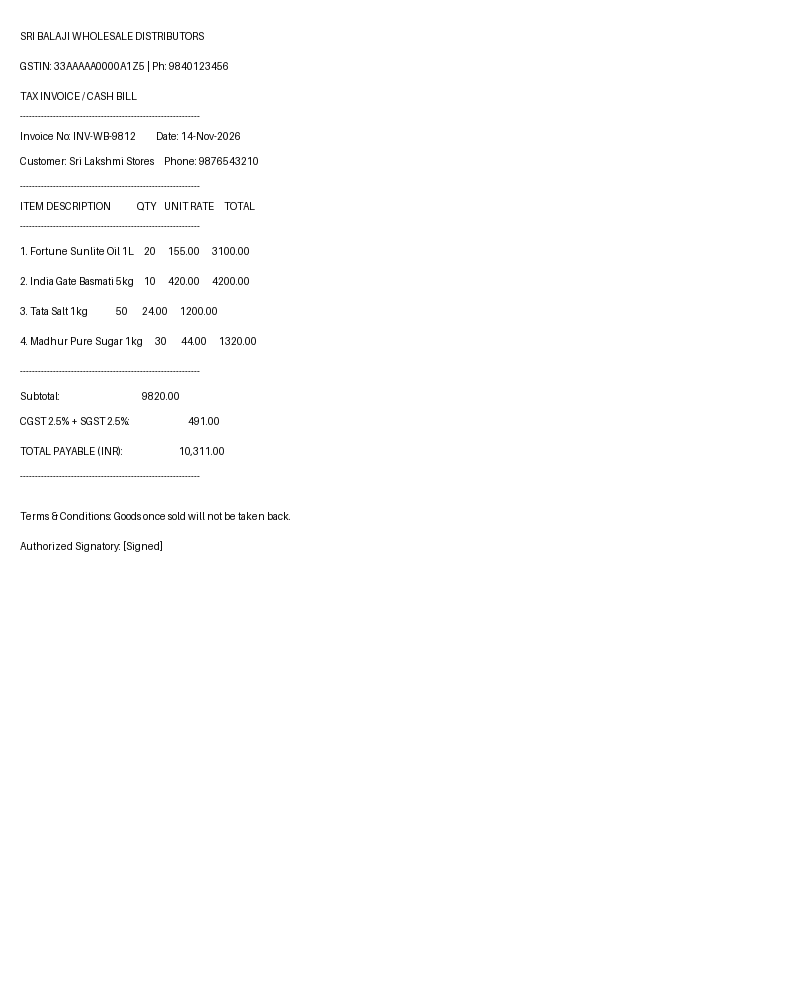 SRI BALAJI WHOLESALE DISTRIBUTORS
GSTIN: 33AAAAA0000A1Z5 | Ph: 9840123456
TAX INVOICE / CASH BILL
------------------------------------------------------------
Invoice No: INV-WB-9812 Date: 14-Nov-2026
Customer: Sri Lakshmi Stores Phone: 9876543210
------------------------------------------------------------
ITEM DESCRIPTION QTY UNIT RATE TOTAL
------------------------------------------------------------
1. Fortune Sunlite Oil 1L 20 155.00 3100.00
2. India Gate Basmati 5kg 10 420.00 4200.00
3. Tata Salt 1kg 50 24.00 1200.00
4. Madhur Pure Sugar 1kg 30 44.00 1320.00
------------------------------------------------------------
Subtotal: 9820.00
CGST 2.5% + SGST 2.5%: 491.00
TOTAL PAYABLE (INR): 10,311.00
------------------------------------------------------------
Terms & Conditions: Goods once sold will not be taken back.
Authorized Signatory: [Signed]